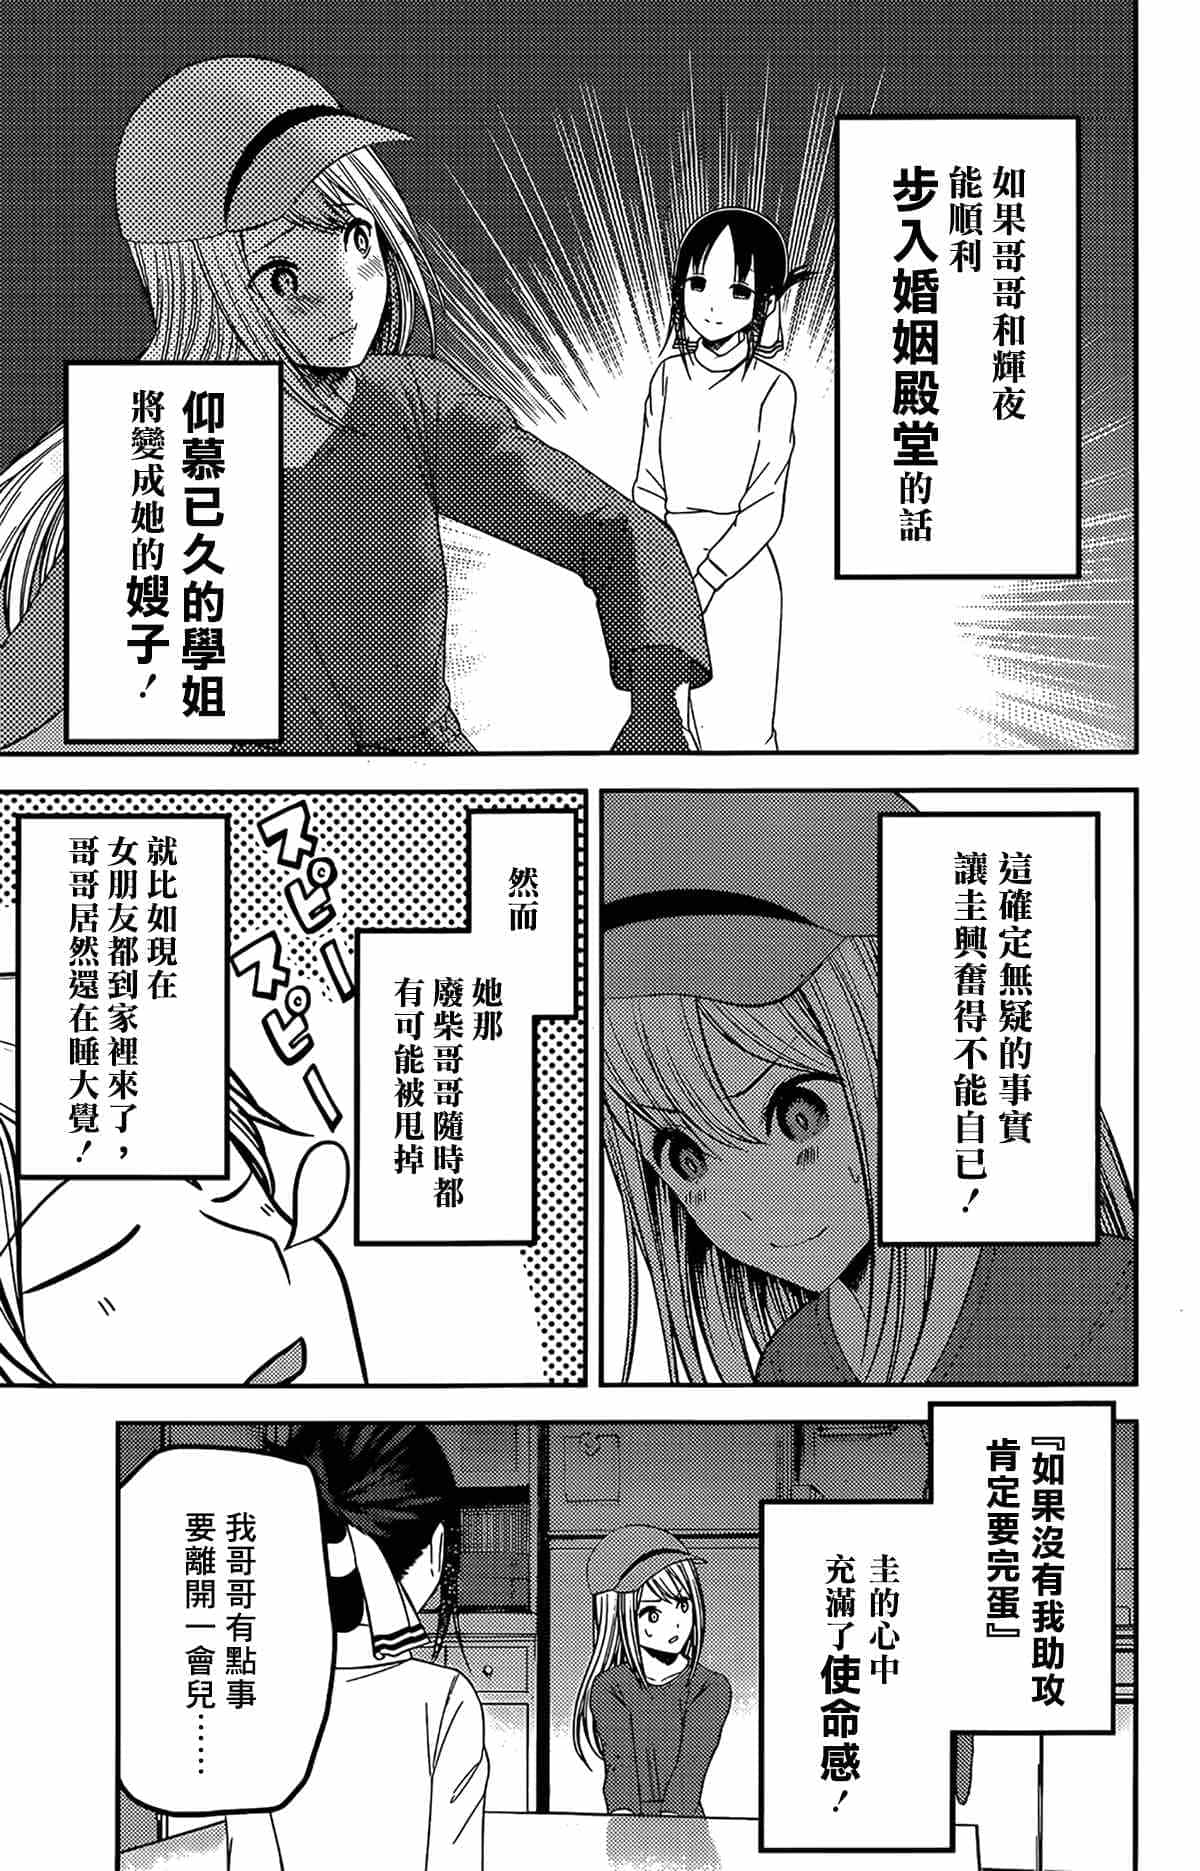 如果哥哥和輝夜
能順利
步入婚姻殿堂的話
仰慕已久的學姐
將變成她的嫂子！
這確定無疑的事實
讓圭興奮得不能自已！
然而
她那
廢柴哥哥隨時都
有可能被甩掉
スピー
スピー
就比如現在
女朋友都到家裡來了，
哥哥居然還在睡大覺！
『如果沒有我助攻
肯定要完蛋』
圭的心中
充滿了使命感！
我哥哥有點事
要離開一會兒……